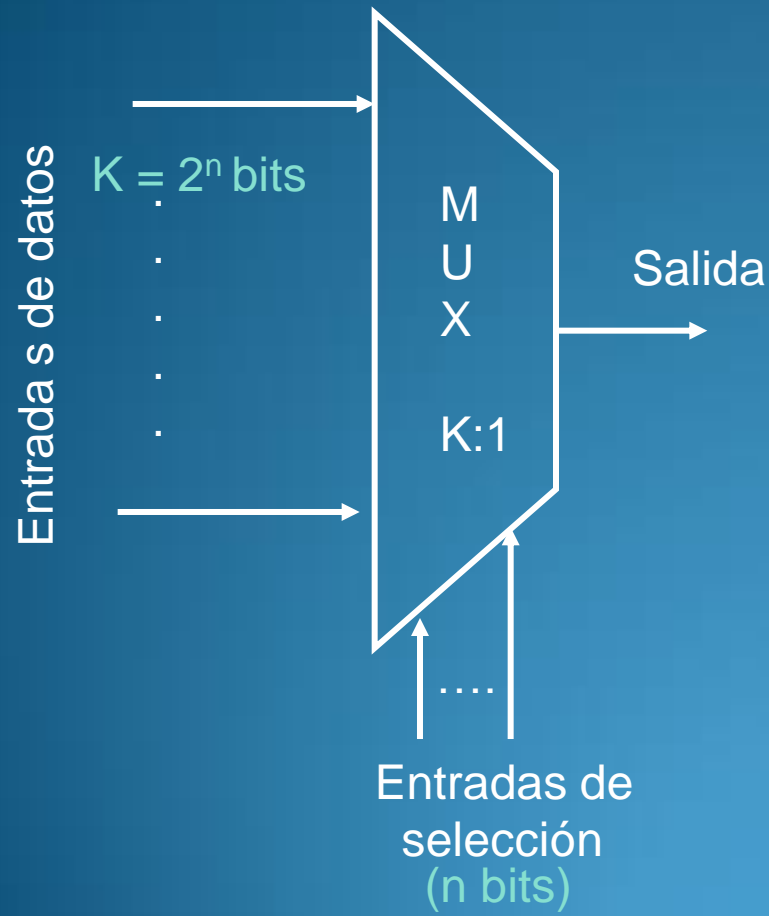 Entrada s de datos
K = 2ⁿ bits
.
.
.
.
.
M
U
X
K:1
Salida
....
Entradas de
selección
(n bits)